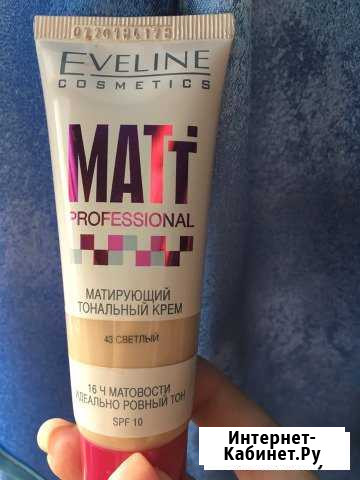 EVELINE
COSMETICS
MATT
PROFESSIONAL
МАТИРУЮЩИЙ
ТОНАЛЬНЫЙ КРЕМ
43 СВЕТЛЫЙ
16 Ч МАТОВОСТИ
ИДЕАЛЬНО РОВНЫЙ ТОН
SPF 10
Интернет-
Кабинет.Ру